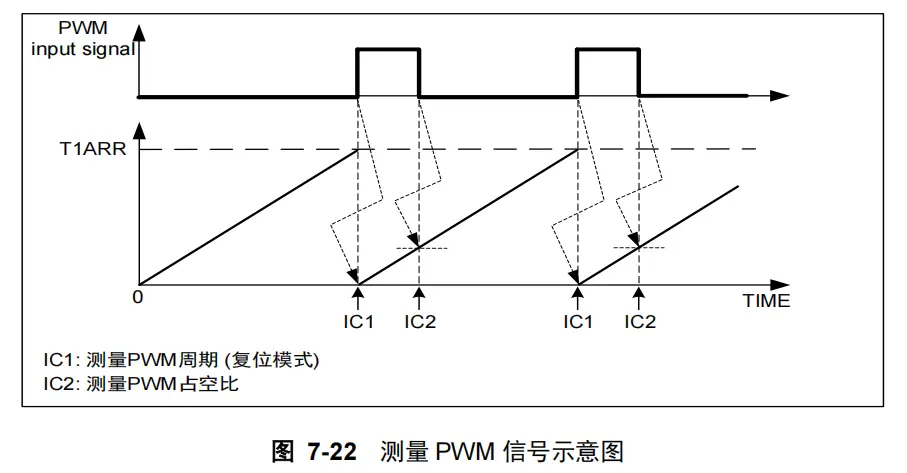 PWM
input signal
T1ARR
0
TIME
IC1
IC2
IC1
IC2
IC1: 测量PWM周期 (复位模式)
IC2: 测量PWM占空比
图 7-22 测量 PWM 信号示意图